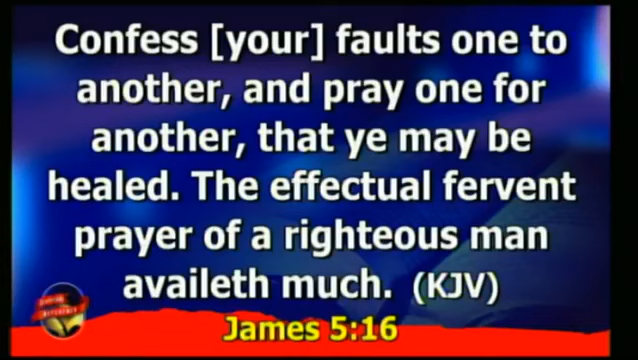 Confess [your] faults one to
another, and pray one for
another, that ye may be
healed. The effectual fervent
prayer of a righteous man
availeth much. (KJV)
James 5:16